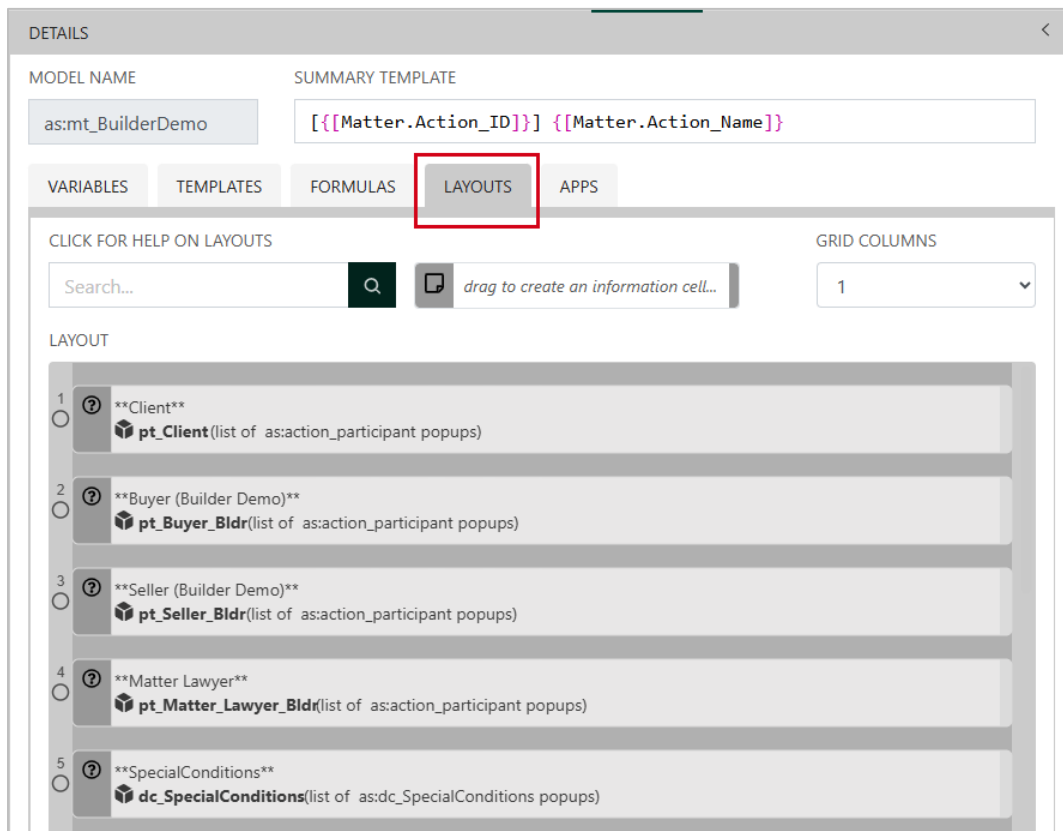 DETAILS
MODEL NAME
SUMMARY TEMPLATE
as:mt_BuilderDemo
[{[Matter.Action_ID]}] {[Matter.Action_Name]}
VARIABLES
TEMPLATES
FORMULAS
LAYOUTS
APPS
CLICK FOR HELP ON LAYOUTS
GRID COLUMNS
Search...
drag to create an information cell...
1
LAYOUT
1
**Client**
pt_Client(list of as:action_participant popups)
2
**Buyer (Builder Demo)**
pt_Buyer_Bldr(list of as:action_participant popups)
3
**Seller (Builder Demo)**
pt_Seller_Bldr(list of as:action_participant popups)
4
**Matter Lawyer**
pt_Matter_Lawyer_Bldr(list of as:action_participant popups)
5
**SpecialConditions**
dc_SpecialConditions(list of as:dc_SpecialConditions popups)